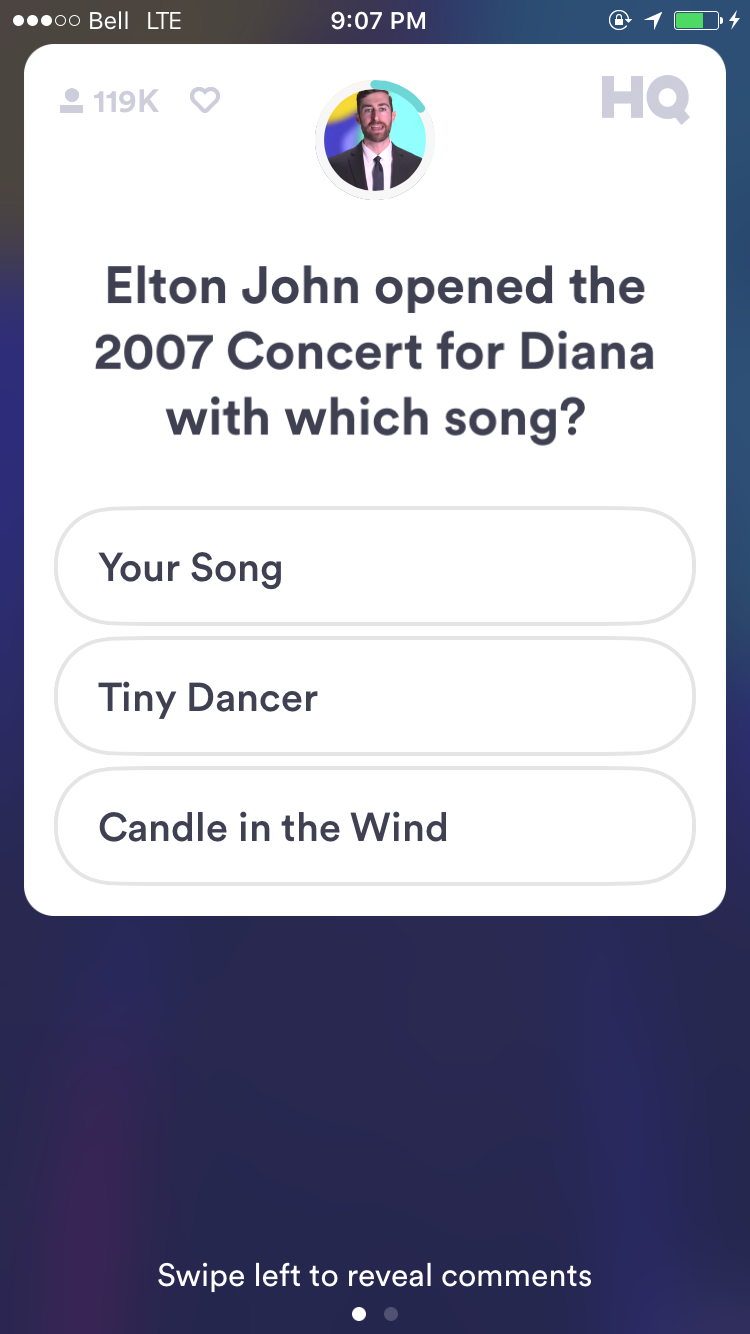 Bell LTE 9:07 PM
119K
HQ
Elton John opened the
2007 Concert for Diana
with which song?
Your Song
Tiny Dancer
Candle in the Wind
Swipe left to reveal comments